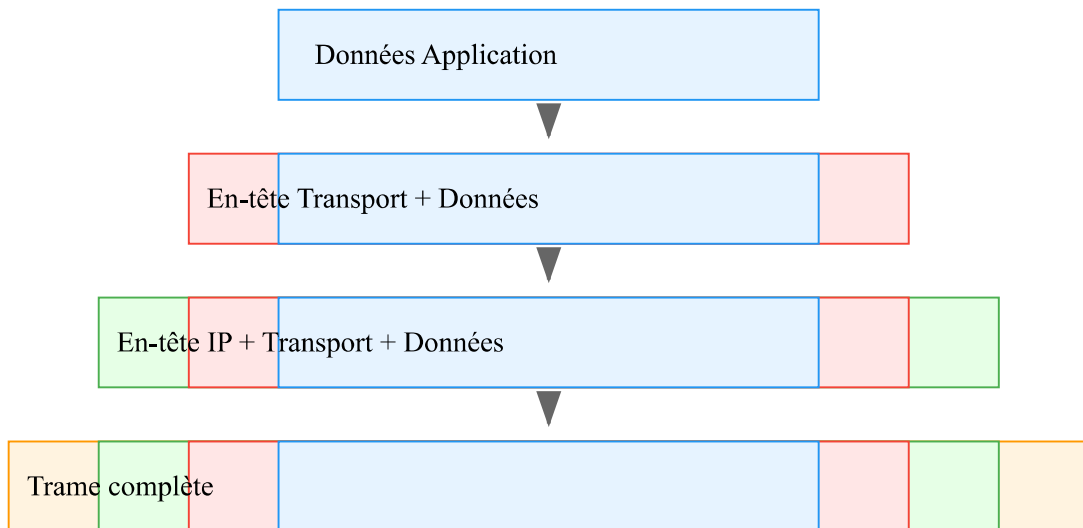 Données Application
En-tête Transport + Données
En-tête IP + Transport + Données
Trame complète